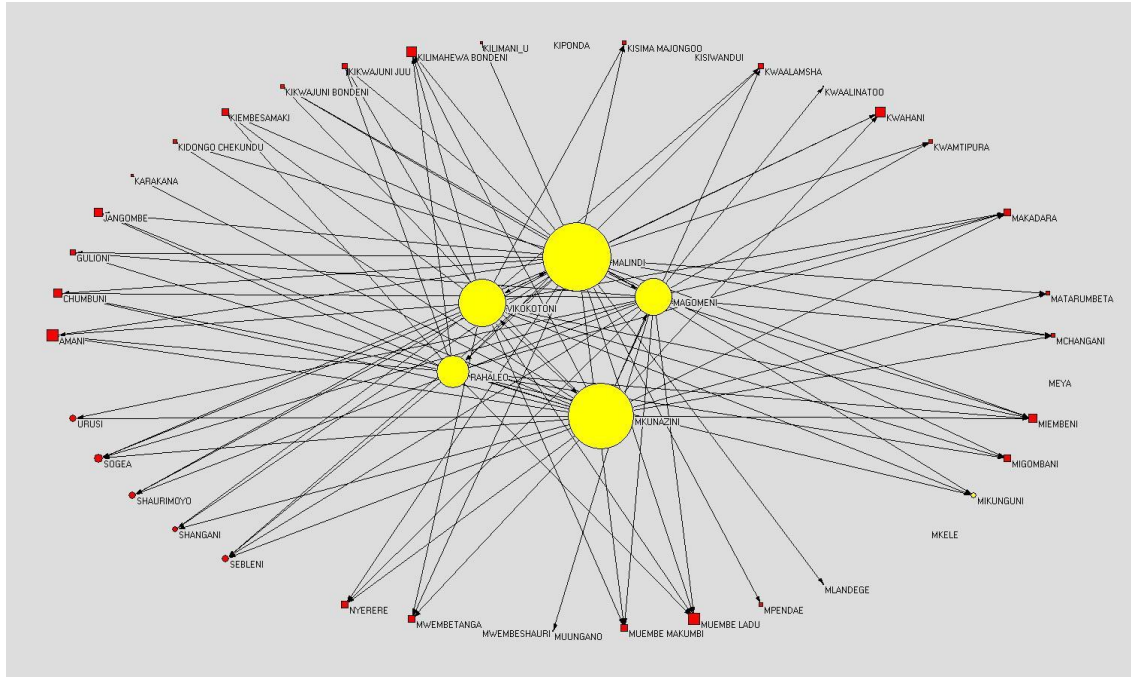 KILIMANI_U
KIPONDA
KISIMA MAJONGOO
KILIMAHEWA BONDENI
KISIWANDUI
KIKWAJUNI JUU
KWAALAMSHA
KIKWAJUNI BONDENI
KWAALINATOO
KIEMBESAMAKI
KWAHANI
KIDONGO CHEKUNDU
KWAMTIPURA
KARAKANA
JANGOMBE
MAKADARA
GULIONI
MALINDI
CHUMBUNI
VIKOKOTONI
MAGOMENI
MATARUMBETA
AMANI
MCHANGANI
RAHALEO
MEYA
URUSI
MKUNAZINI
MIEMBENI
SOGEA
MIGOMBANI
SHAURIMOYO
MIKUNGUNI
SHANGANI
MKELE
SEBLENI
MLANDEGE
NYERERE
MPENDAE
MWEMBETANGA
MUEMBE LADU
MWEMBESHAURI
MUUNGANO
MUEMBE MAKUMBI